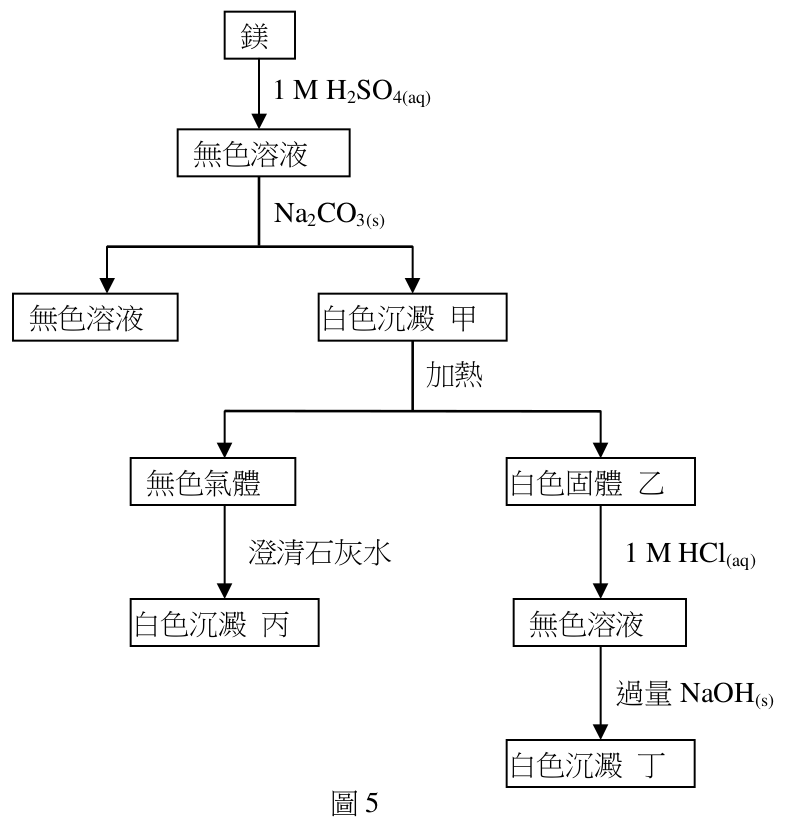 鎂
1 M H₂SO₄(aq)
無色溶液
Na₂CO₃(s)
無色溶液
白色沉澱 甲
加熱
無色氣體
白色固體 乙
澄清石灰水
1 M HCl(aq)
白色沉澱 丙
無色溶液
過量 NaOH(s)
白色沉澱 丁
圖 5